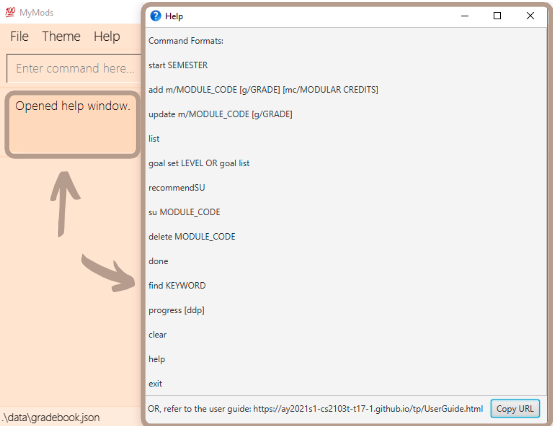 MyMods
File Theme Help
Enter command here...
Opened help window.
.\data\gradebook.json
Help
Command Formats:
start SEMESTER
add m/MODULE_CODE [g/GRADE] [mc/MODULAR CREDITS]
update m/MODULE_CODE [g/GRADE]
list
goal set LEVEL OR goal list
recommendSU
su MODULE_CODE
delete MODULE_CODE
done
find KEYWORD
progress [ddp]
clear
help
exit
OR, refer to the user guide: https://ay2021s1-cs2103t-t17-1.github.io/tp/UserGuide.html
Copy URL